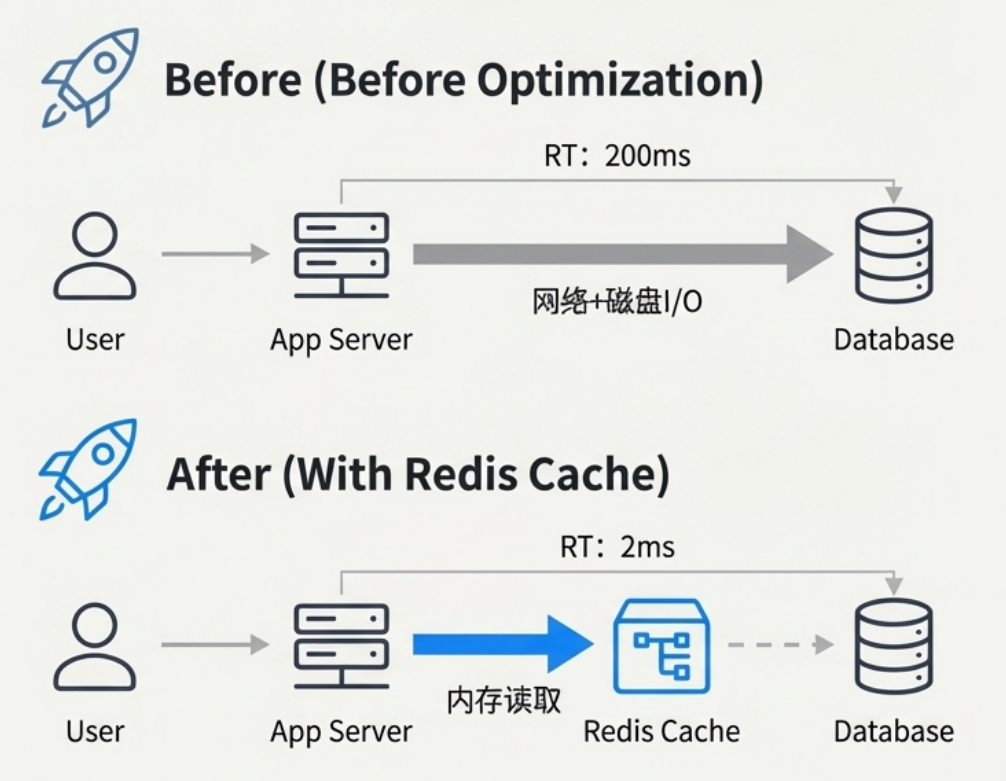 Before (Before Optimization)
RT：200ms
网络+磁盘I/O
User
App Server
Database
After (With Redis Cache)
RT：2ms
内存读取
User
App Server
Redis Cache
Database